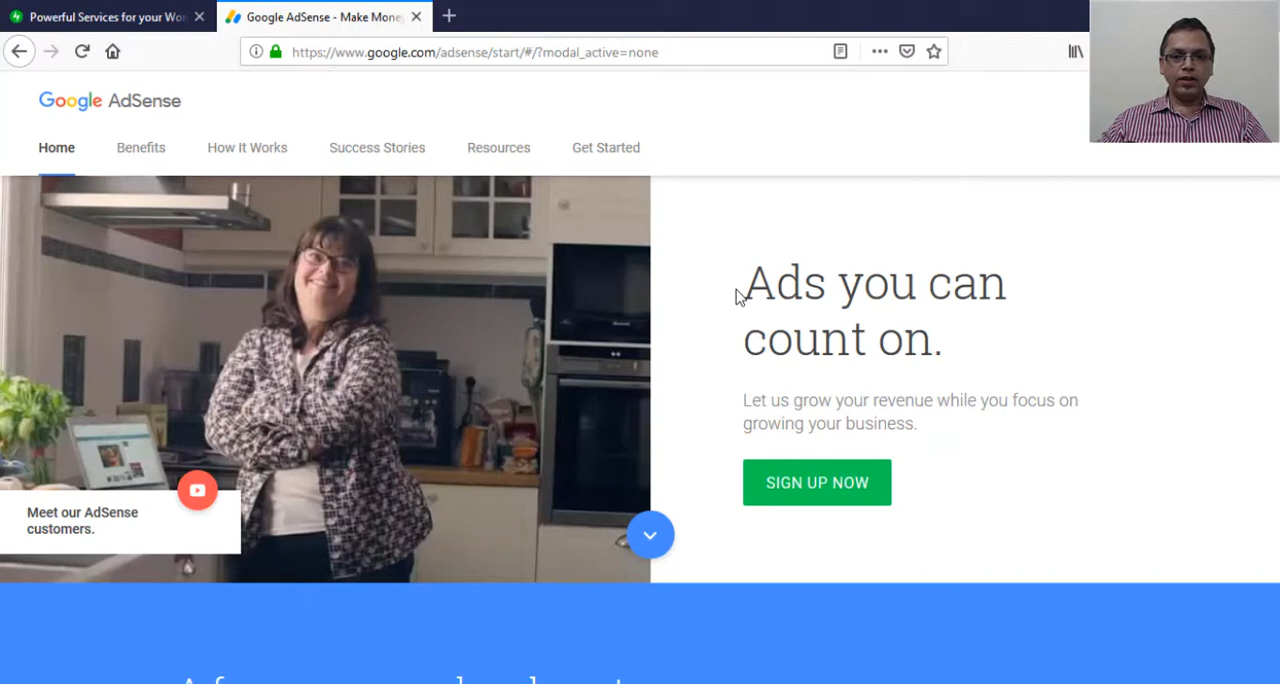 Powerful Services for your Wo
Google AdSense - Make Money
https://www.google.com/adsense/start/#/?modal_active=none
Google AdSense
Home Benefits How It Works Success Stories Resources Get Started
Ads you can
count on.
Let us grow your revenue while you focus on
growing your business.
SIGN UP NOW
Meet our AdSense
customers.